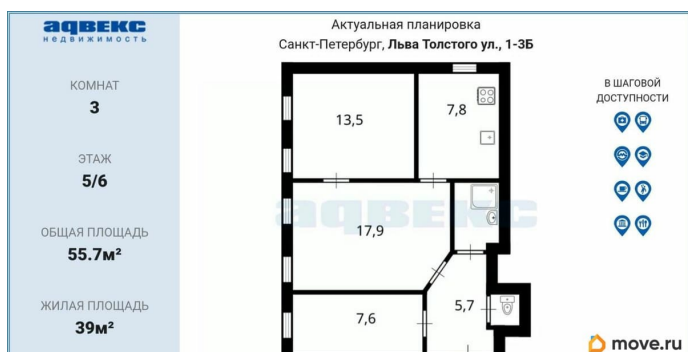 адвекс
недвижимость
КОМНАТ
3
ЭТАЖ
5/6
ОБЩАЯ ПЛОЩАДЬ
55.7м²
ЖИЛАЯ ПЛОЩАДЬ
39м²
Актуальная планировка
Санкт-Петербург, Льва Толстого ул., 1-3Б
13,5
7,8
адвекс
17,9
7,6
5,7
В ШАГОВОЙ
ДОСТУПНОСТИ
move.ru